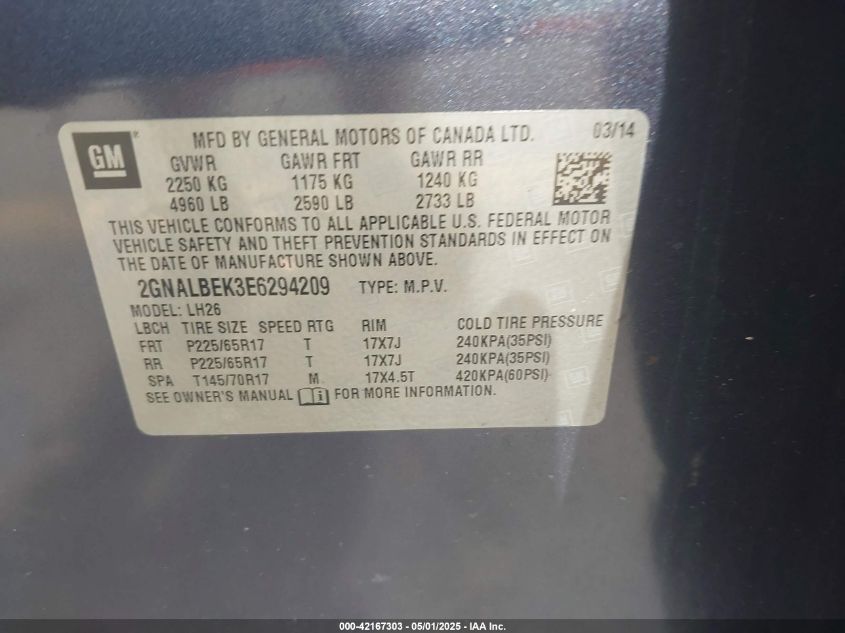 GM
MFD BY GENERAL MOTORS OF CANADA LTD. 03/14
GVWR GAWR FRT GAWR RR
2250 KG 1175 KG 1240 KG
4960 LB 2590 LB 2733 LB
THIS VEHICLE CONFORMS TO ALL APPLICABLE U.S. FEDERAL MOTOR
VEHICLE SAFETY AND THEFT PREVENTION STANDARDS IN EFFECT ON
THE DATE OF MANUFACTURE SHOWN ABOVE.
2GNALBEK3E6294209 TYPE: M.P.V.
MODEL: LH26
LBCH TIRE SIZE SPEED RTG RIM COLD TIRE PRESSURE
FRT P225/65R17 T 17X7J 240KPA(35PSI)
RR P225/65R17 T 17X7J 240KPA(35PSI)
SPA T145/70R17 M 17X4.5T 420KPA(60PSI)
SEE OWNER'S MANUAL i FOR MORE INFORMATION.
000-42167303 - 05/01/2025 - IAA Inc.